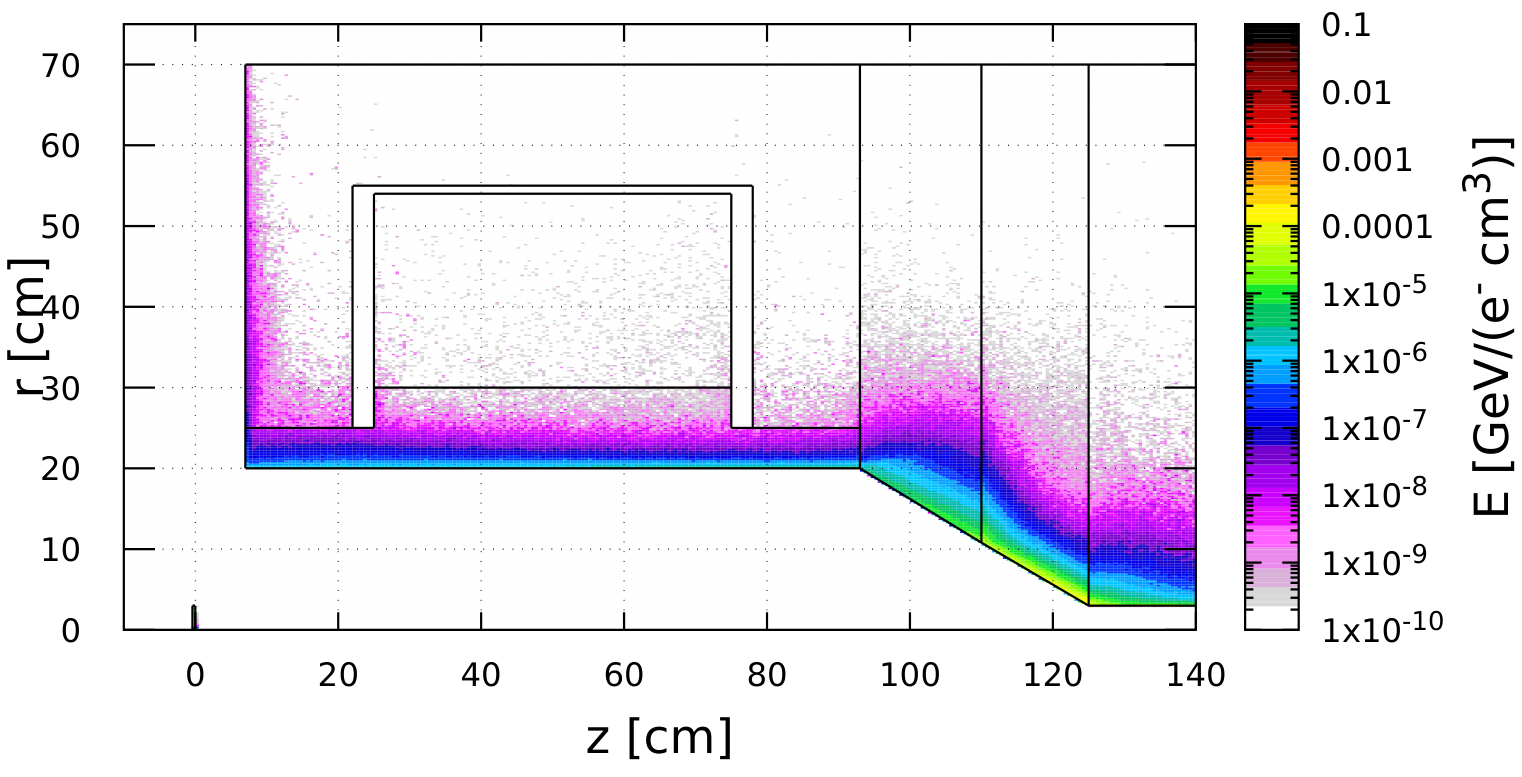 70
60
50
40
30
20
10
0
r [cm]
0 20 40 60 80 100 120 140
z [cm]
0.1
0.01
0.001
0.0001
1x10⁻⁵
1x10⁻⁶
1x10⁻⁷
1x10⁻⁸
1x10⁻⁹
1x10⁻¹⁰
E [GeV/(e⁻ cm³)]